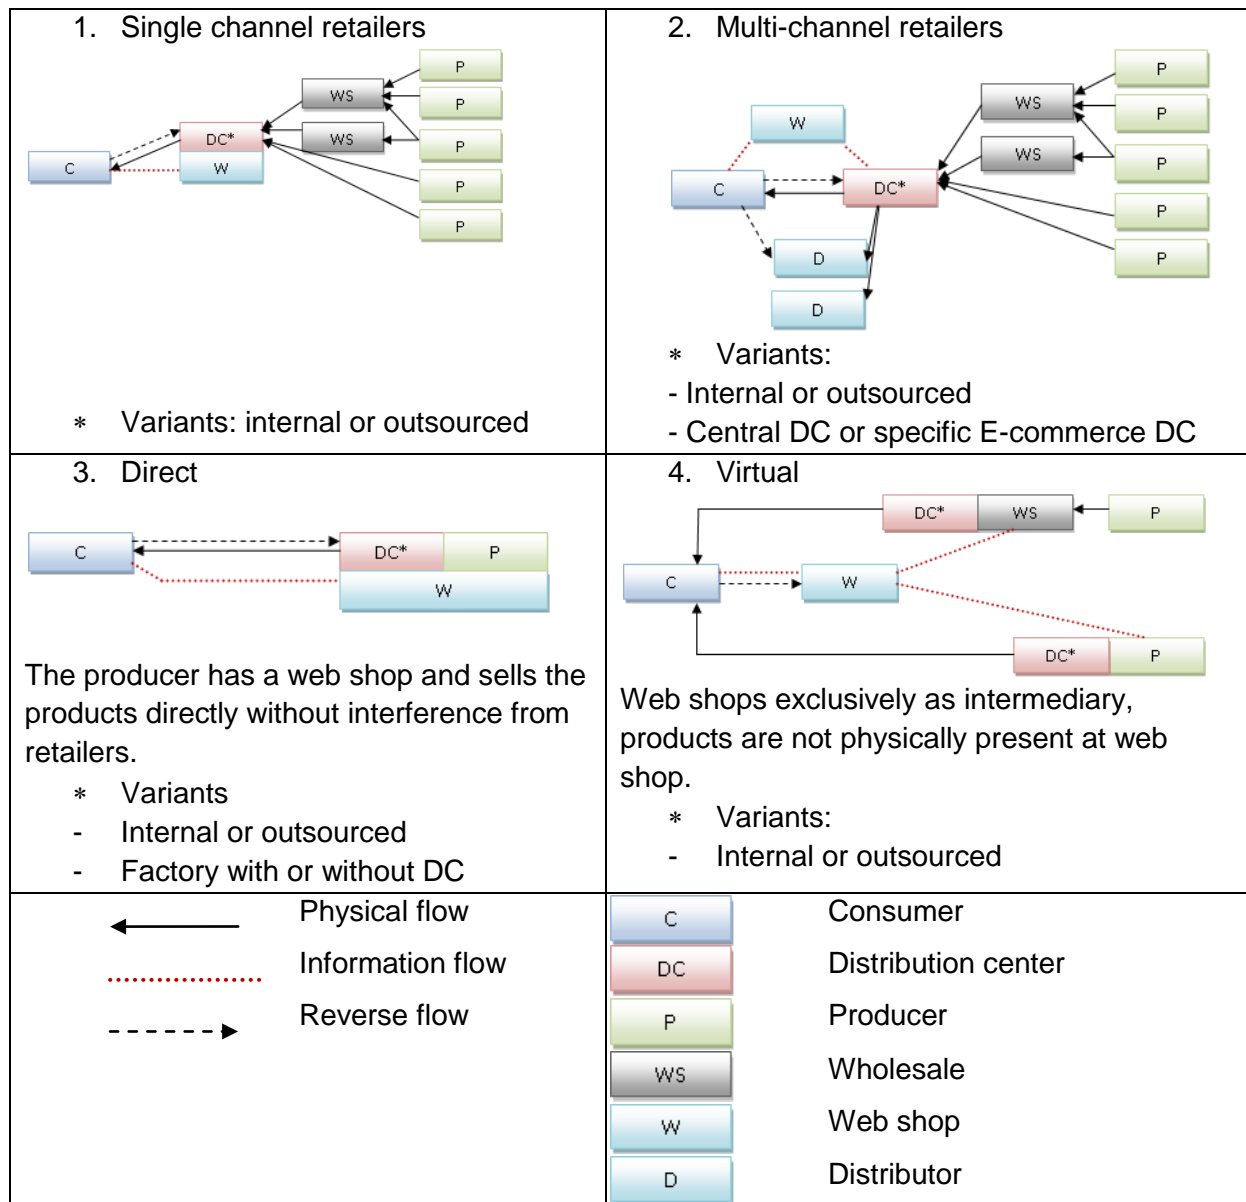 1. Single channel retailers
P
WS
P
DC*
WS
P
C
W
P
P
* Variants: internal or outsourced
2. Multi-channel retailers
P
WS
P
W
WS
P
C
DC*
P
D
P
D
* Variants:
- Internal or outsourced
- Central DC or specific E-commerce DC
3. Direct
C
DC*
P
W
The producer has a web shop and sells the
products directly without interference from
retailers.
* Variants
- Internal or outsourced
- Factory with or without DC
4. Virtual
DC*
WS
P
C
W
DC*
P
Web shops exclusively as intermediary,
products are not physically present at web
shop.
* Variants:
- Internal or outsourced
Physical flow
Information flow
Reverse flow
C Consumer
DC Distribution center
P Producer
WS Wholesale
W Web shop
D Distributor